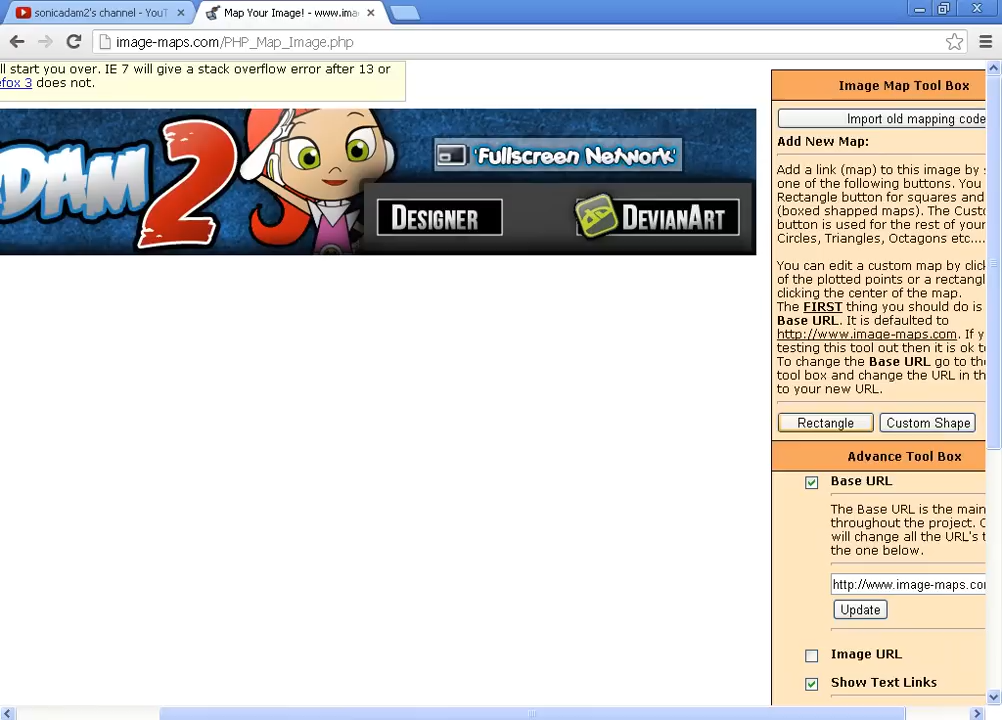 sonicadam2's channel - YouT
Map Your Image! - www.ima
image-maps.com/PHP_Map_Image.php
ll start you over. IE 7 will give a stack overflow error after 13 or
efox 3 does not.
DAM 2
'Fullscreen Network'
DESIGNER
DEVIANART
Image Map Tool Box
Import old mapping code
Add New Map:
Add a link (map) to this image by
one of the following buttons. You
Rectangle button for squares and
(boxed shapped maps). The Custo
button is used for the rest of your
Circles, Triangles, Octagons etc....
You can edit a custom map by clic
of the plotted points or a rectangl
clicking the center of the map.
The FIRST thing you should do is
Base URL. It is defaulted to
http://www.image-maps.com. If y
testing this tool out then it is ok t
To change the Base URL go to the
tool box and change the URL in th
to your new URL.
Rectangle
Custom Shape
Advance Tool Box
Base URL
The Base URL is the main
throughout the project. C
will change all the URL's t
the one below.
http://www.image-maps.co
Update
Image URL
Show Text Links